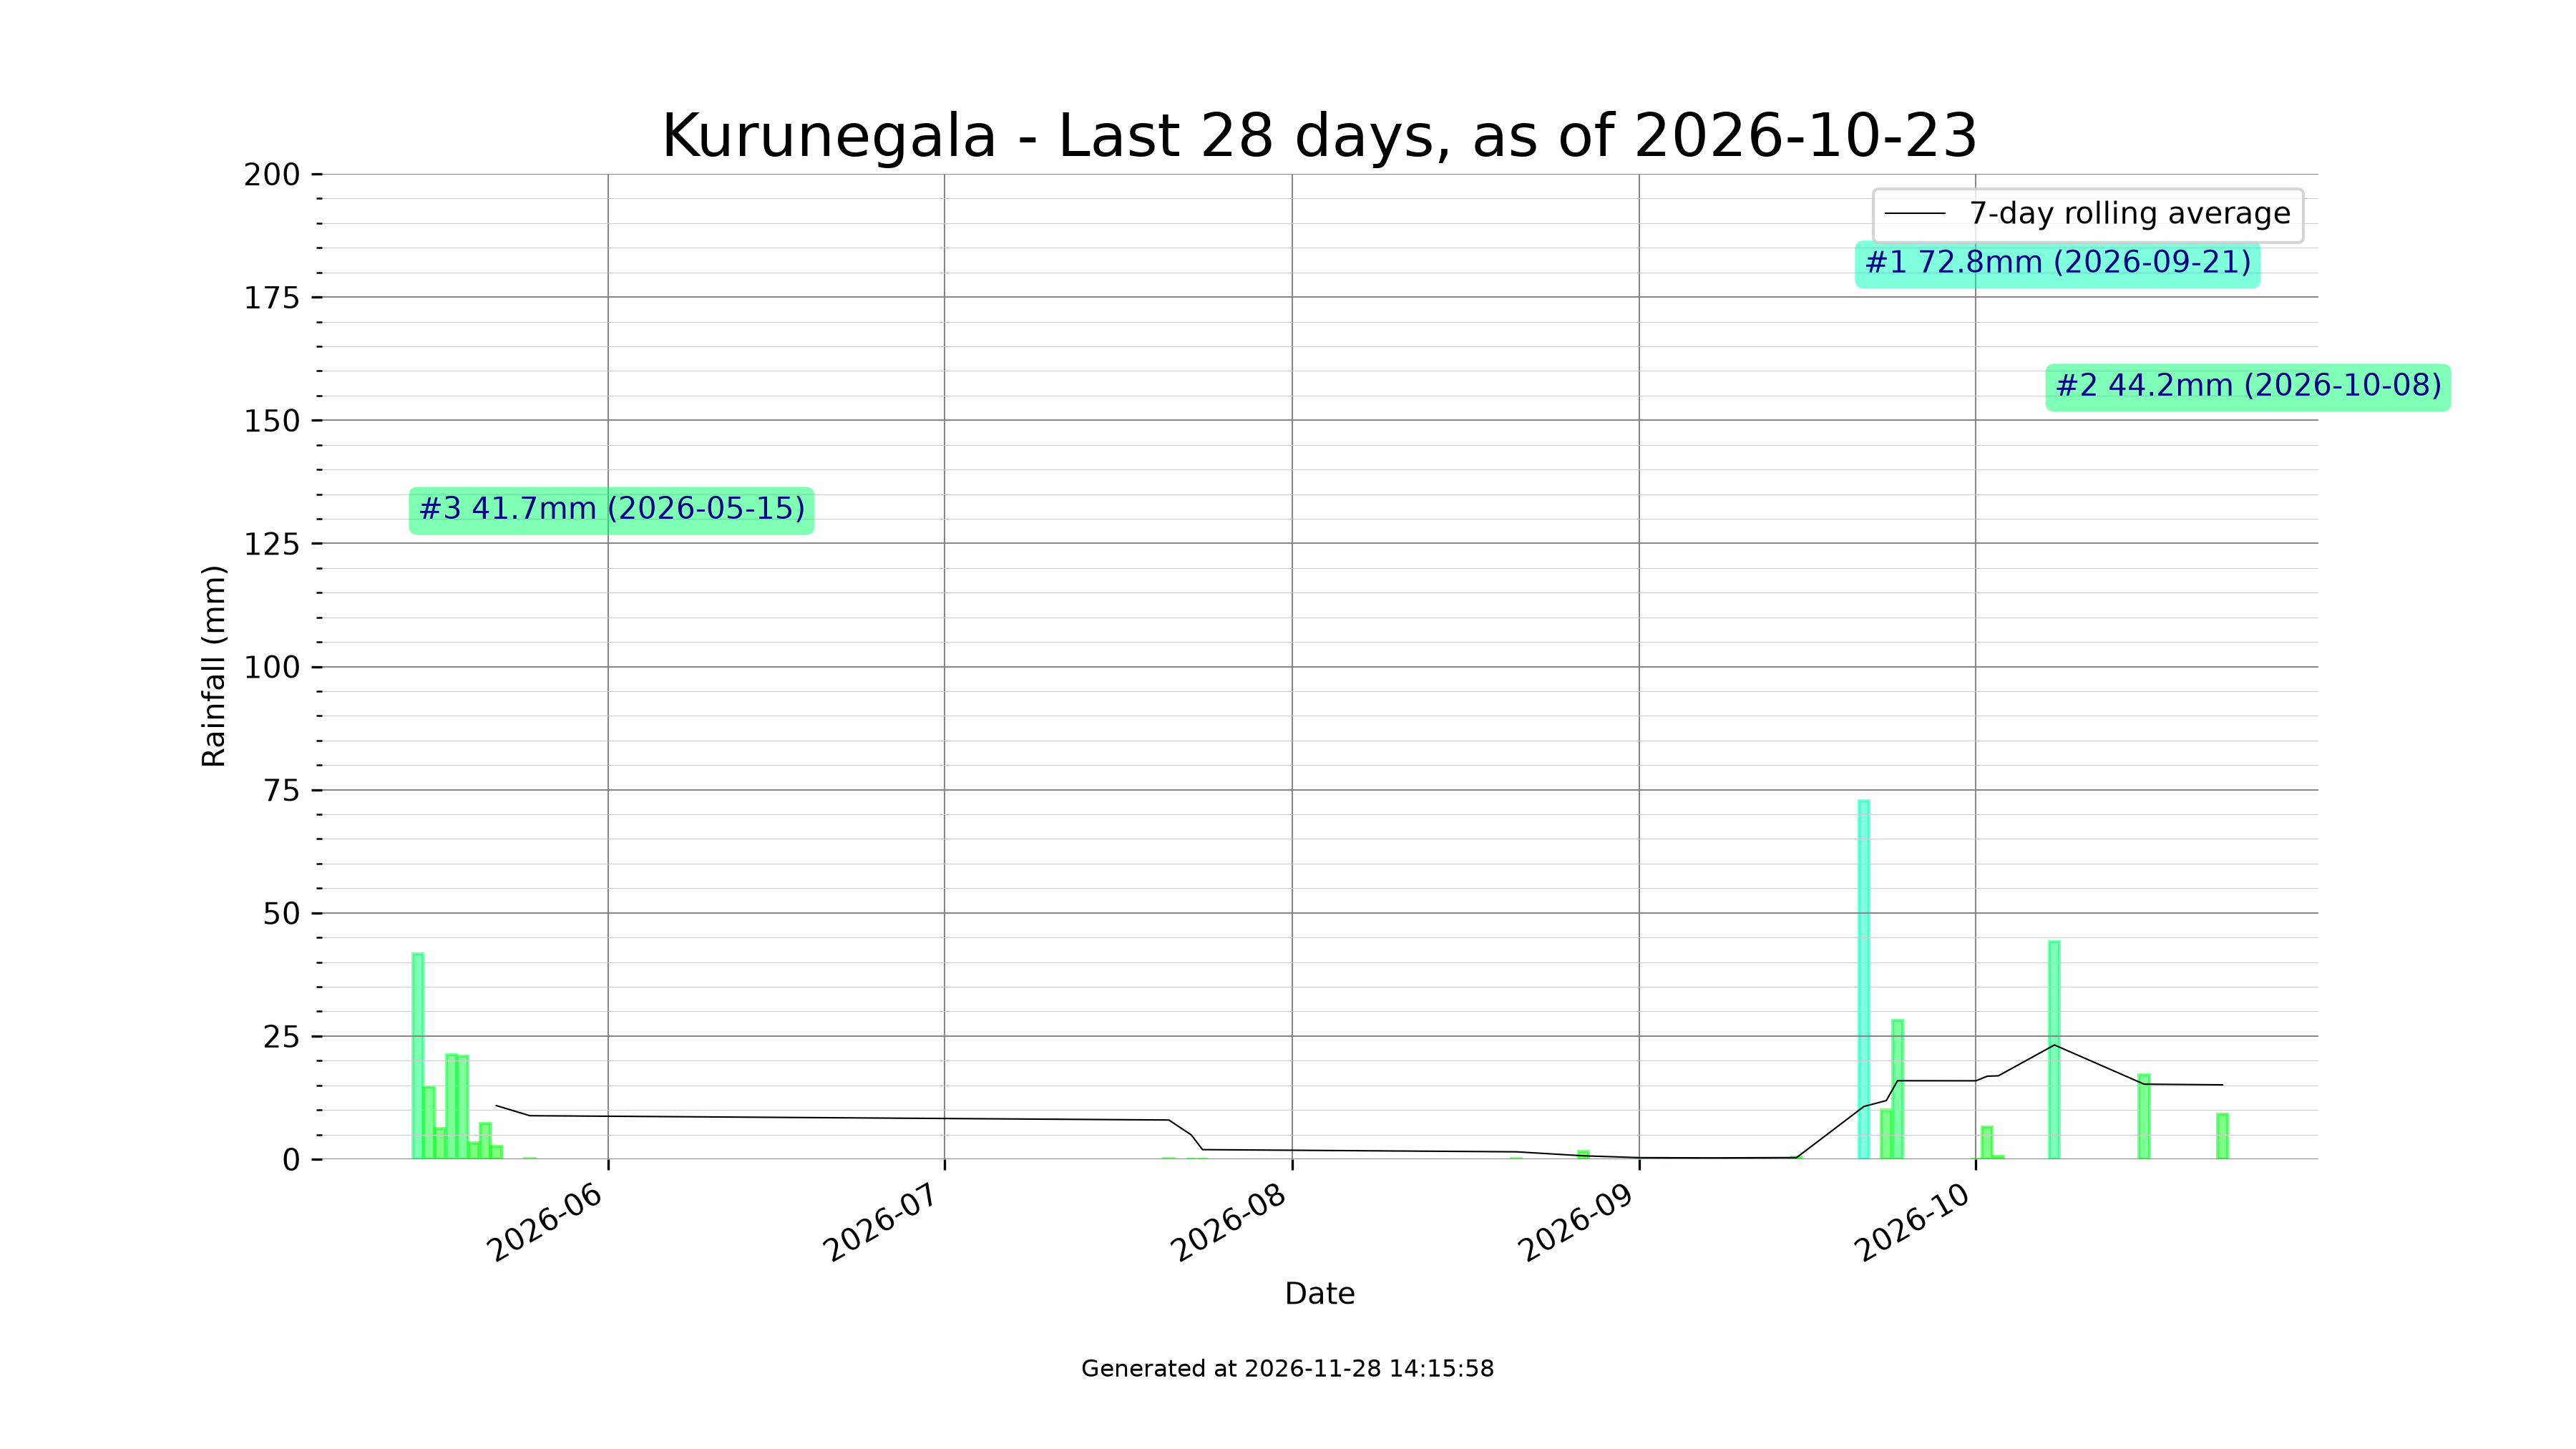 Kurunegala - Last 28 days, as of 2026-10-23
200
175
150
125
100
75
50
25
0
Rainfall (mm)
7-day rolling average
#1 72.8mm (2026-09-21)
#2 44.2mm (2026-10-08)
#3 41.7mm (2026-05-15)
2026-06
2026-07
2026-08
2026-09
2026-10
Date
Generated at 2026-11-28 14:15:58